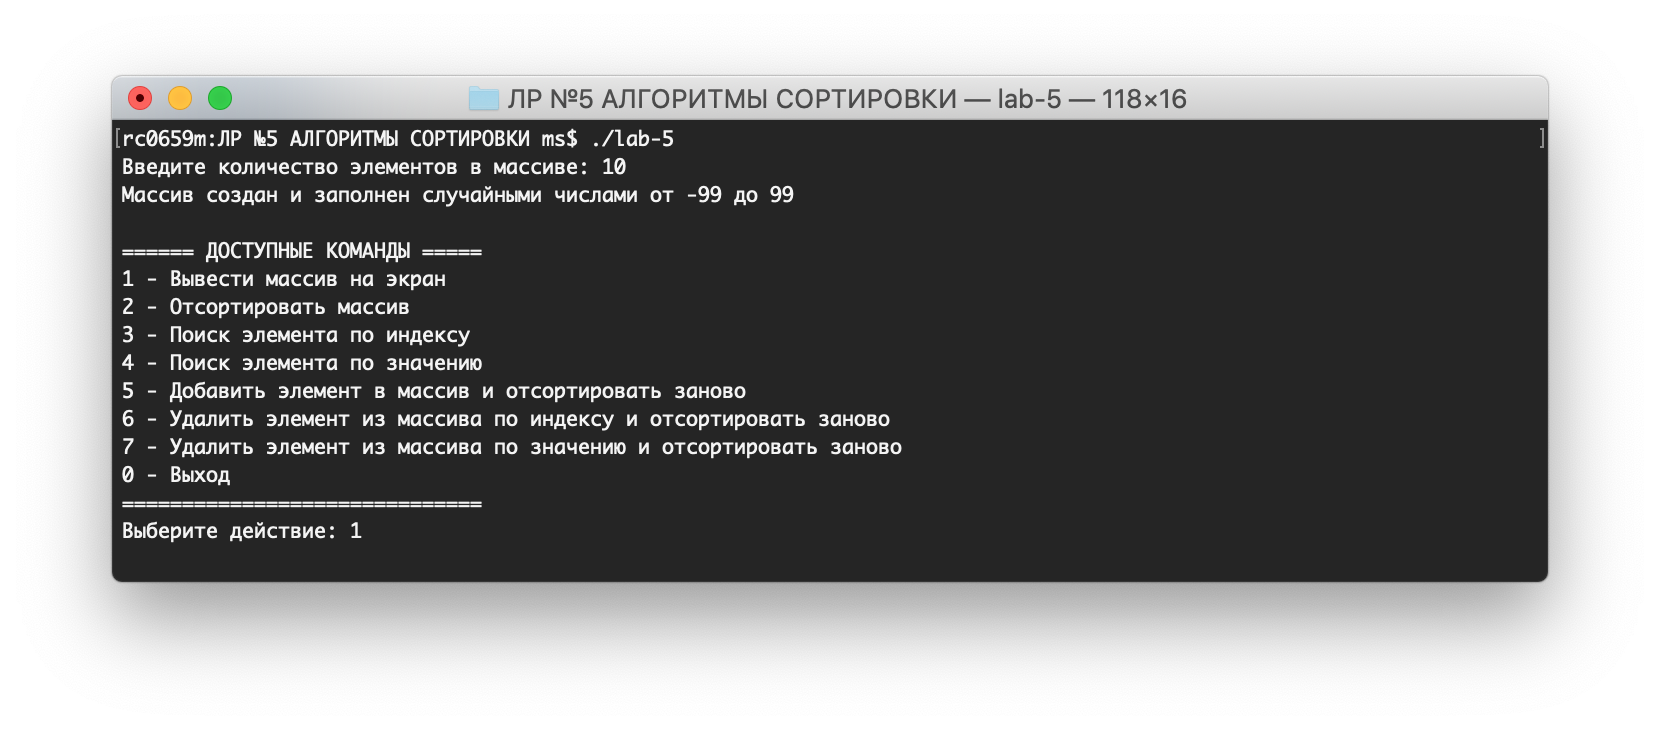 ЛР №5 АЛГОРИТМЫ СОРТИРОВКИ — lab-5 — 118×16
[rc0659m:ЛР №5 АЛГОРИТМЫ СОРТИРОВКИ ms$ ./lab-5 ]
Введите количество элементов в массиве: 10
Массив создан и заполнен случайными числами от -99 до 99
====== ДОСТУПНЫЕ КОМАНДЫ =====
1 - Вывести массив на экран
2 - Отсортировать массив
3 - Поиск элемента по индексу
4 - Поиск элемента по значению
5 - Добавить элемент в массив и отсортировать заново
6 - Удалить элемент из массива по индексу и отсортировать заново
7 - Удалить элемент из массива по значению и отсортировать заново
0 - Выход
==============================
Выберите действие: 1